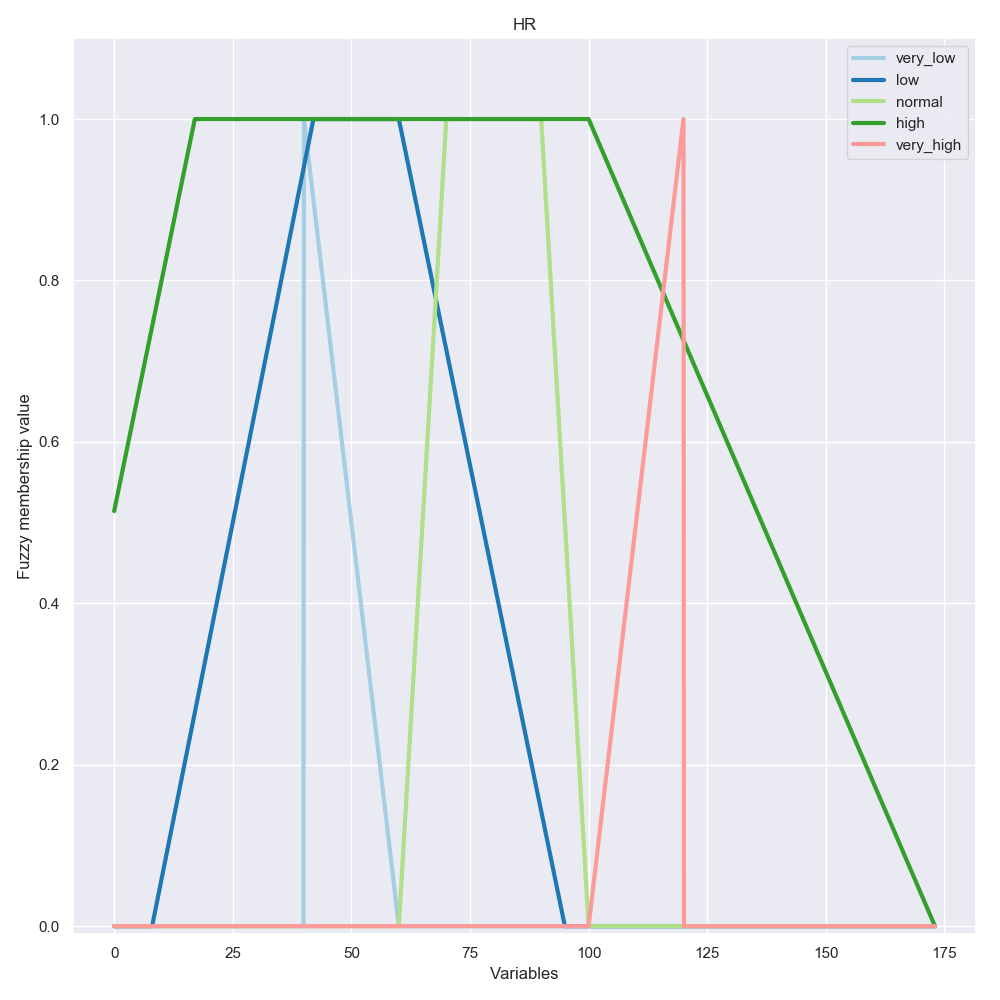 HR
very_low
low
normal
high
very_high
Fuzzy membership value
1.0
0.8
0.6
0.4
0.2
0.0
0 25 50 75 100 125 150 175
Variables